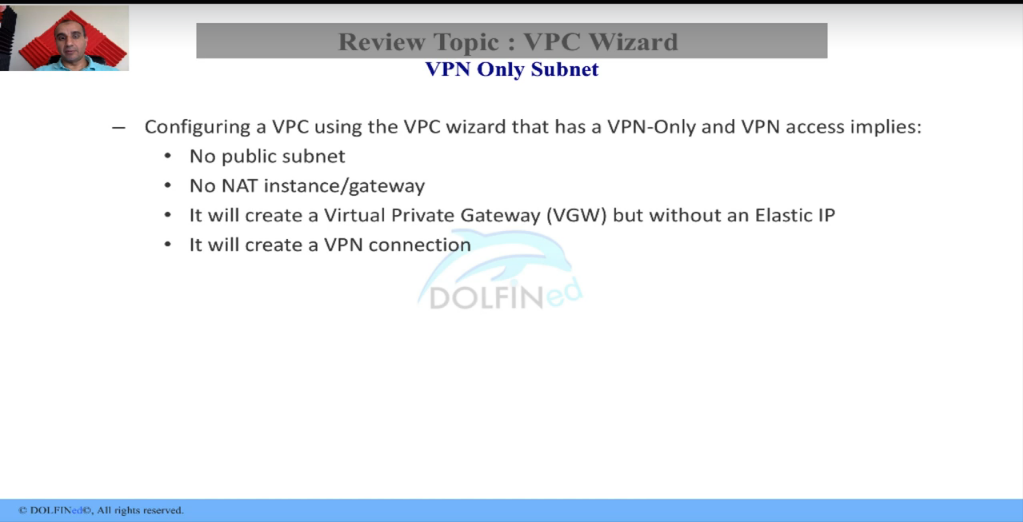 Review Topic : VPC Wizard
VPN Only Subnet
– Configuring a VPC using the VPC wizard that has a VPN-Only and VPN access implies:
• No public subnet
• No NAT instance/gateway
• It will create a Virtual Private Gateway (VGW) but without an Elastic IP
• It will create a VPN connection
DOLFINed
© DOLFINed©, All rights reserved.